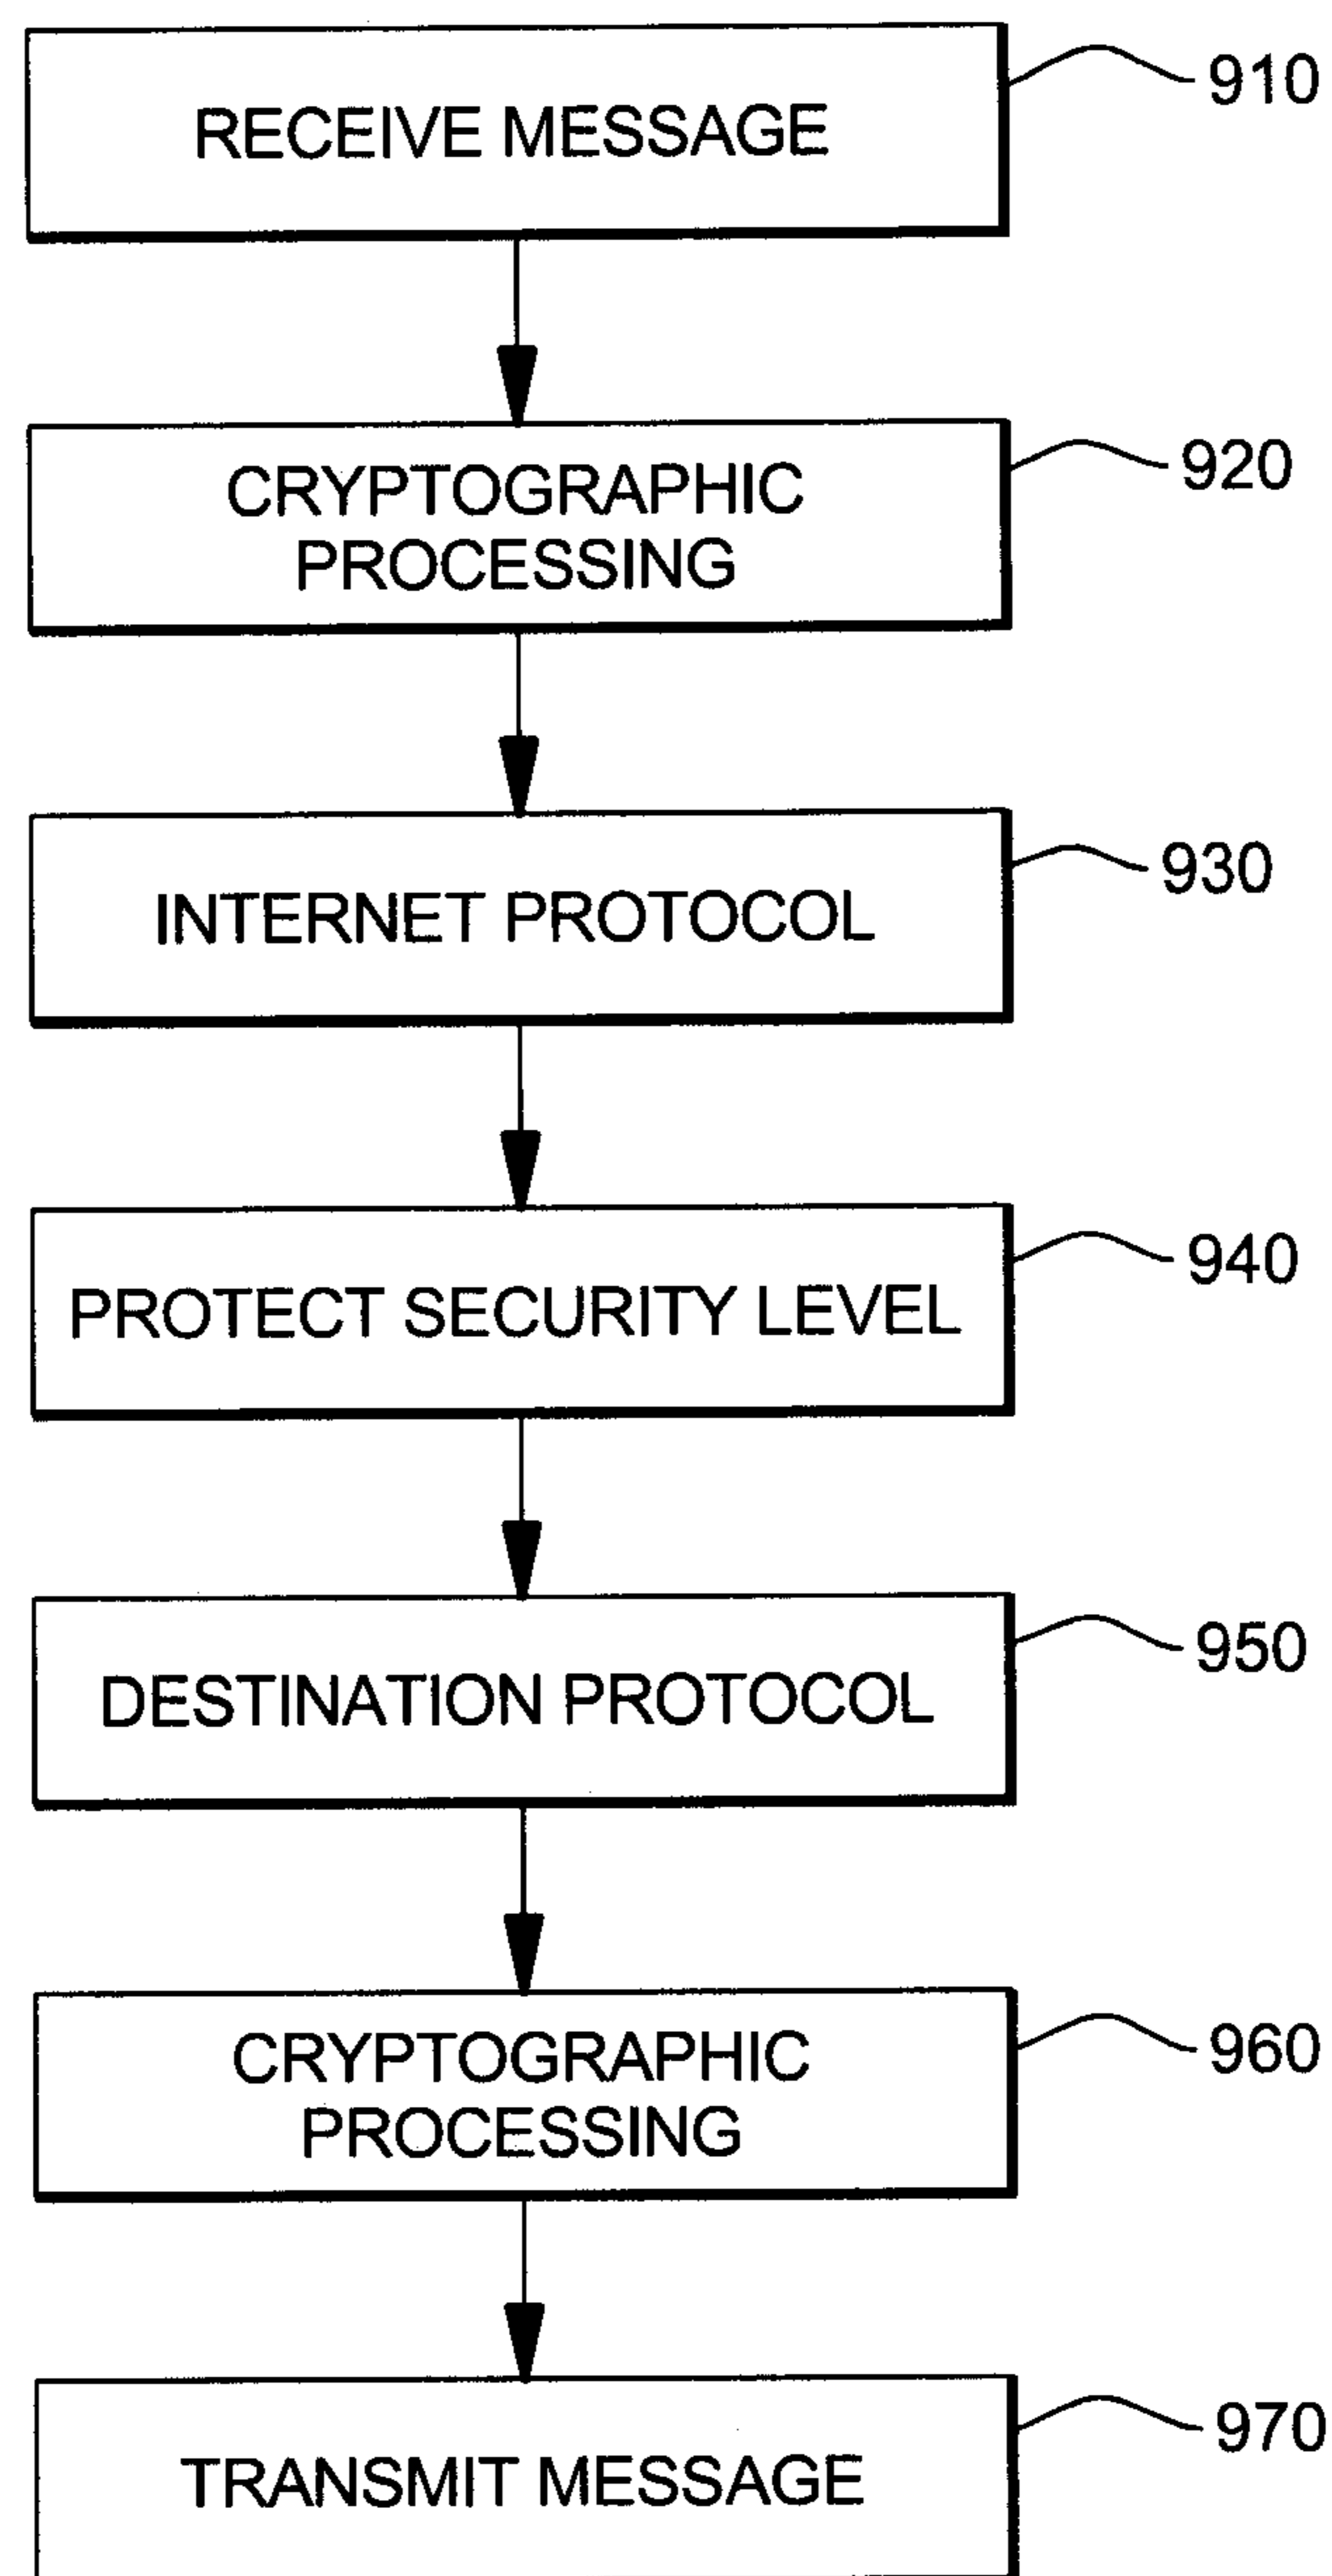 RECEIVE MESSAGE
910
CRYPTOGRAPHIC
PROCESSING
920
INTERNET PROTOCOL
930
PROTECT SECURITY LEVEL
940
DESTINATION PROTOCOL
950
CRYPTOGRAPHIC
PROCESSING
960
TRANSMIT MESSAGE
970